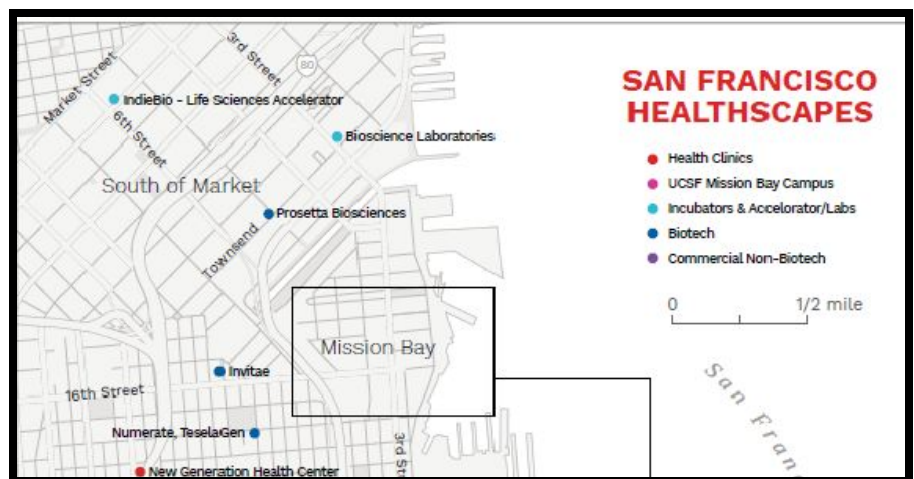 3rd Street
80
Market Street
IndieBio - Life Sciences Accelerator
6th Street
Bioscience Laboratories
South of Market
Prosetta Biosciences
Townsend
Mission Bay
Invitae
16th Street
Numerate, TeselaGen
3rd St
New Generation Health Center
SAN FRANCISCO
HEALTHSCAPES
Health Clinics
UCSF Mission Bay Campus
Incubators & Accelorator/Labs
Biotech
Commercial Non-Biotech
0 1/2 mile
San Fran